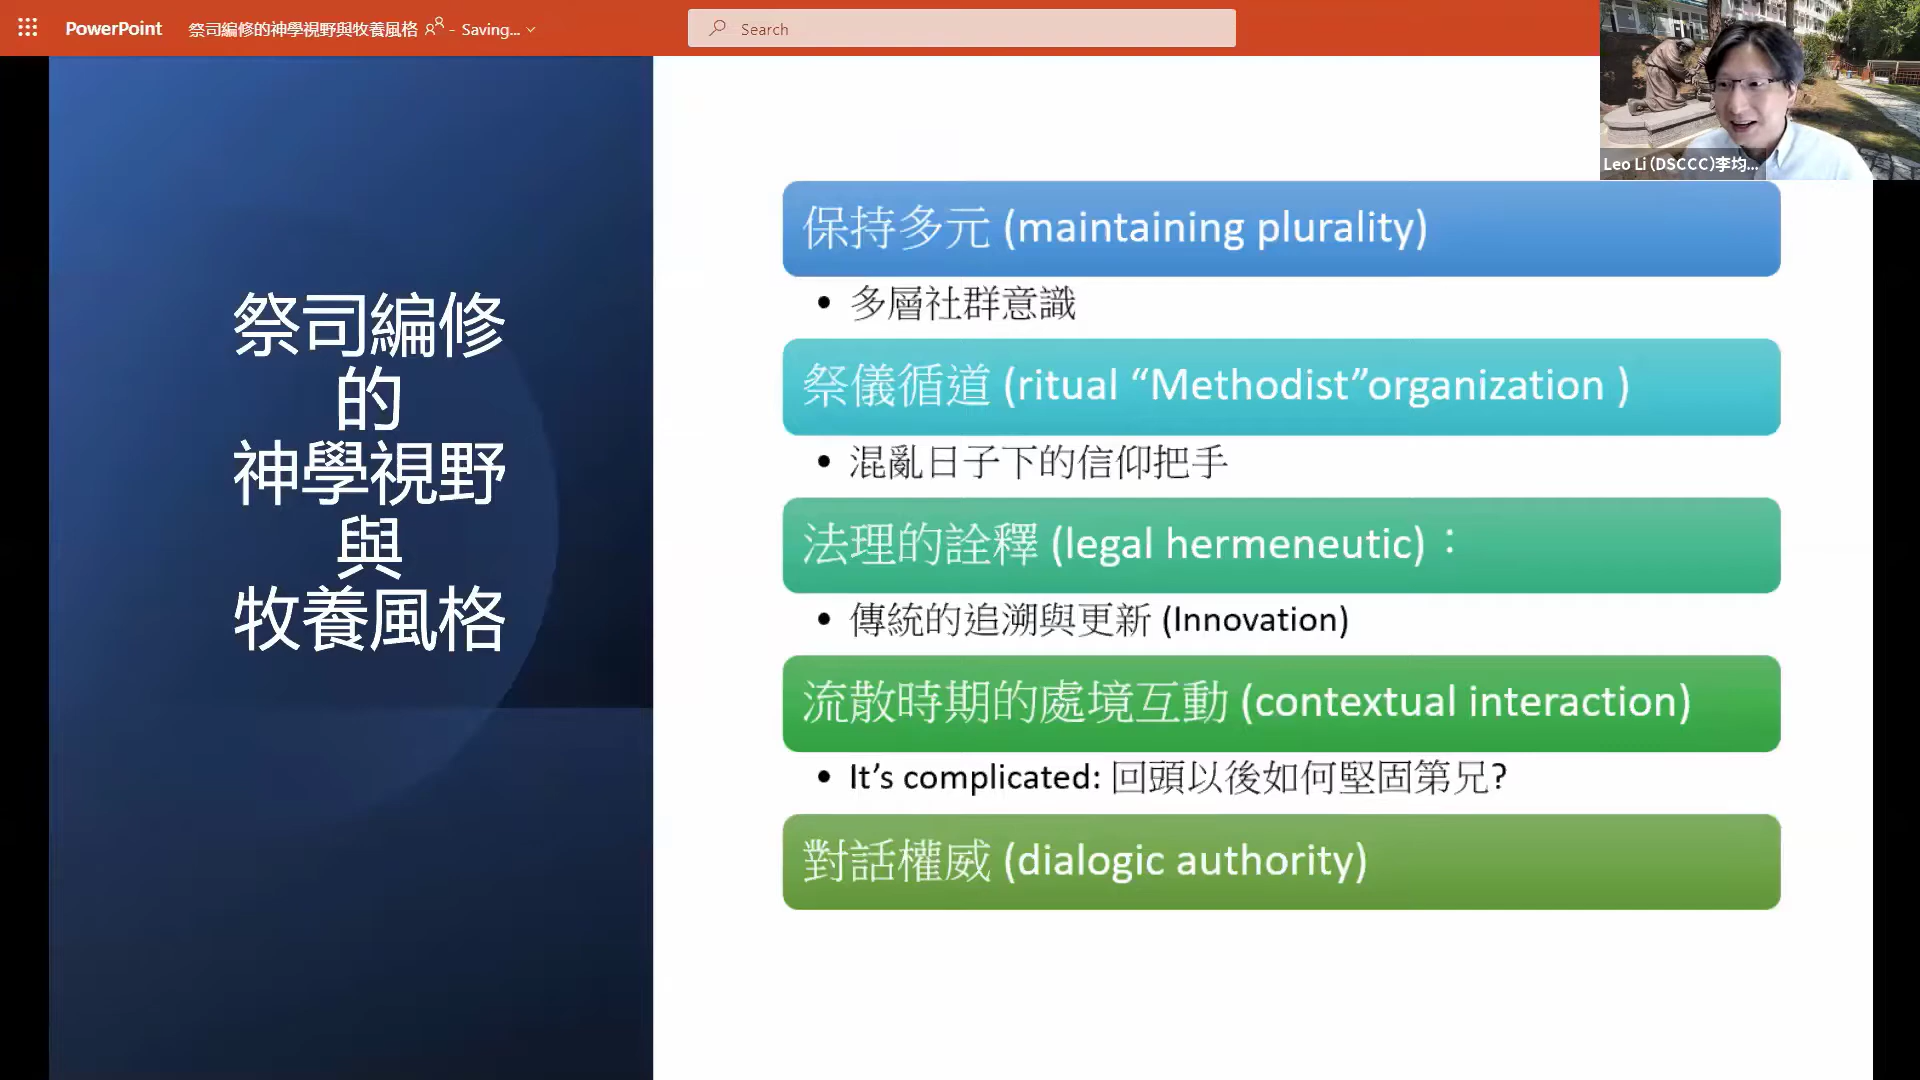 PowerPoint 祭司編修的神學視野與牧養風格 - Saving...
Search
Leo Li (DSCCC)李均...
祭司編修
的
神學視野
與
牧養風格
保持多元 (maintaining plurality)
• 多層社群意識
祭儀循道 (ritual “Methodist”organization )
• 混亂日子下的信仰把手
法理的詮釋 (legal hermeneutic)：
• 傳統的追溯與更新 (Innovation)
流散時期的處境互動 (contextual interaction)
• It’s complicated: 回頭以後如何堅固第兄?
對話權威 (dialogic authority)